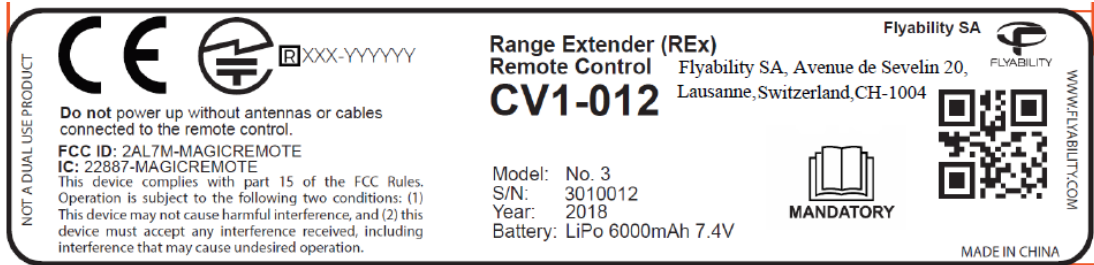 NOT A DUAL USE PRODUCT
CE
R XXX-YYYYYY
Do not power up without antennas or cables
connected to the remote control.
FCC ID: 2AL7M-MAGICREMOTE
IC: 22887-MAGICREMOTE
This device complies with part 15 of the FCC Rules.
Operation is subject to the following two conditions: (1)
This device may not cause harmful interference, and (2) this
device must accept any interference received, including
interference that may cause undesired operation.
Range Extender (REx)
Remote Control
CV1-012
Flyability SA
Flyability SA, Avenue de Sevelin 20,
Lausanne,Switzerland,CH-1004
Model: No. 3
S/N: 3010012
Year: 2018
Battery: LiPo 6000mAh 7.4V
MANDATORY
FLYABILITY
WWW.FLYABILITY.COM
MADE IN CHINA